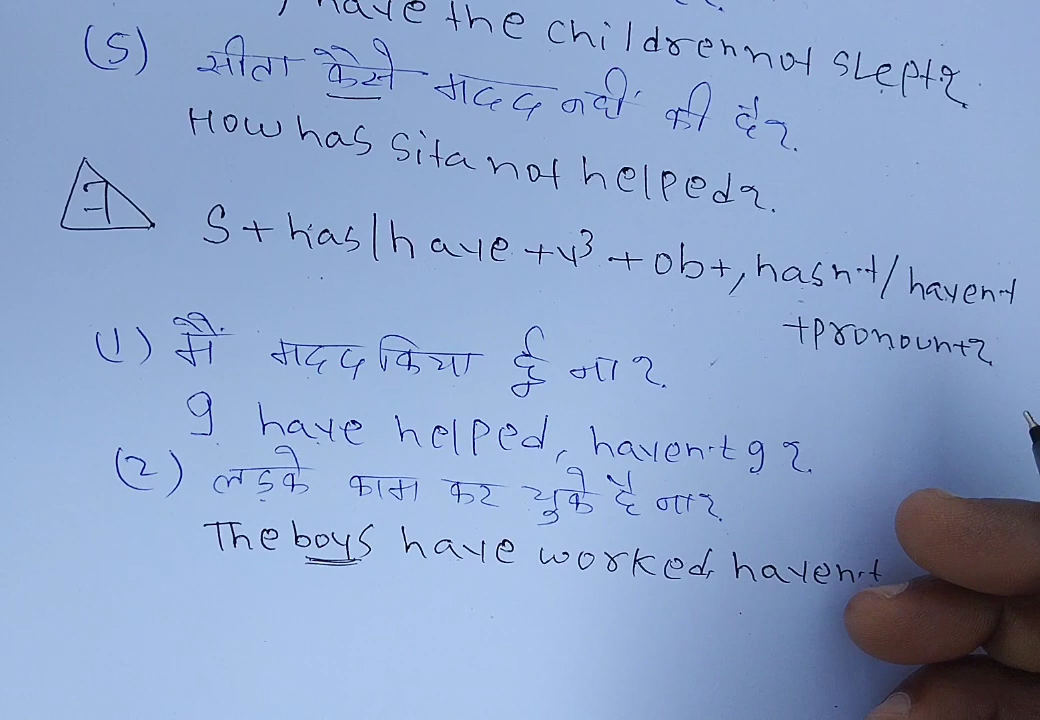 have the children not slept?
(5) सीता कैसे मदद नहीं की है?
How has Sita not helped?
S + has/have + v3 + ob+, hasn't/haven't
+pronoun+?
(1) मैं मदद किया हूँ ना?
I have helped, haven't I?
(2) लड़के काम कर चुके है ना?
The boys have worked, haven't